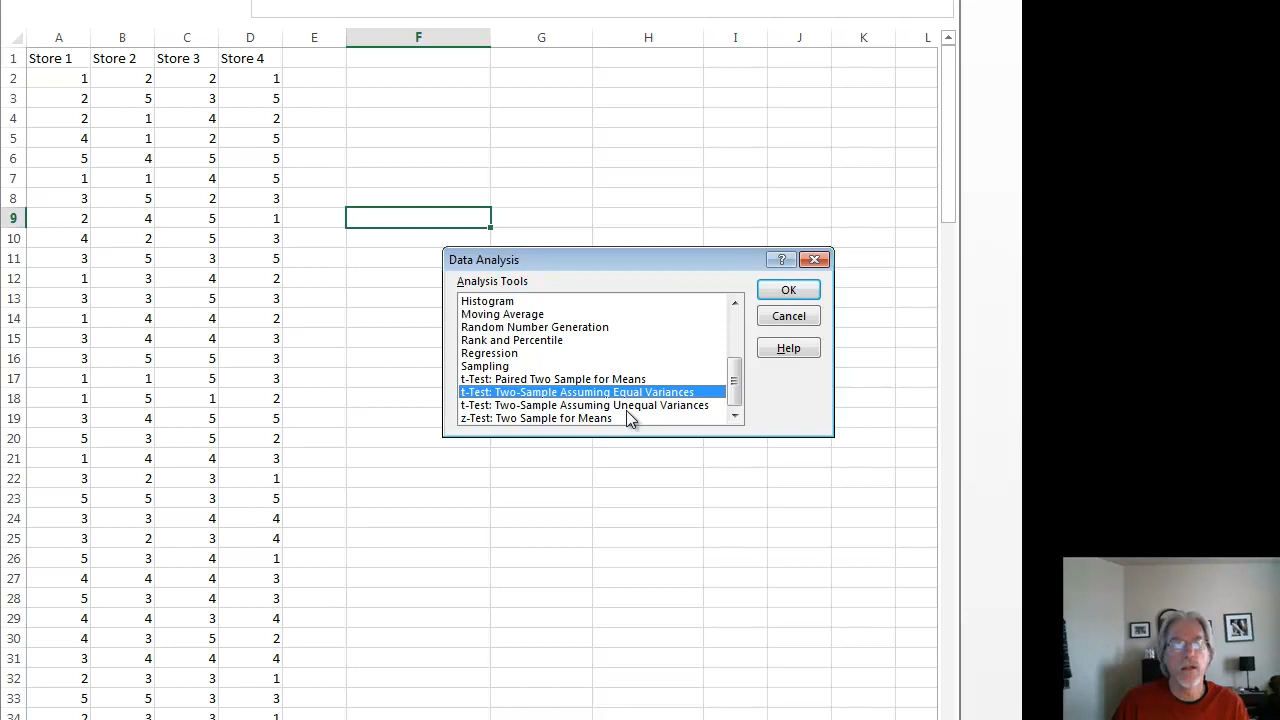 A B C D E F G H I J K L
1 Store 1 Store 2 Store 3 Store 4
2 1 2 2 1
3 2 5 3 5
4 2 1 4 2
5 4 1 2 5
6 5 4 5 5
7 1 1 4 5
8 3 5 2 3
9 2 4 5 1
10 4 2 5 3
11 3 5 3 5
12 1 3 4 2
13 3 3 5 3
14 1 4 4 2
15 3 4 4 3
16 3 5 5 3
17 1 1 5 3
18 1 5 1 2
19 3 4 5 5
20 5 3 5 2
21 1 4 4 3
22 3 2 3 1
23 5 5 3 5
24 3 3 4 4
25 3 2 3 4
26 5 3 4 1
27 4 4 4 3
28 5 3 4 3
29 4 4 3 4
30 4 3 5 2
31 3 4 4 4
32 2 3 3 1
33 5 5 3 3
34 2 3 3 1
Data Analysis
?
Analysis Tools
Histogram
Moving Average
Random Number Generation
Rank and Percentile
Regression
Sampling
t-Test: Paired Two Sample for Means
t-Test: Two-Sample Assuming Equal Variances
t-Test: Two-Sample Assuming Unequal Variances
z-Test: Two Sample for Means
OK
Cancel
Help